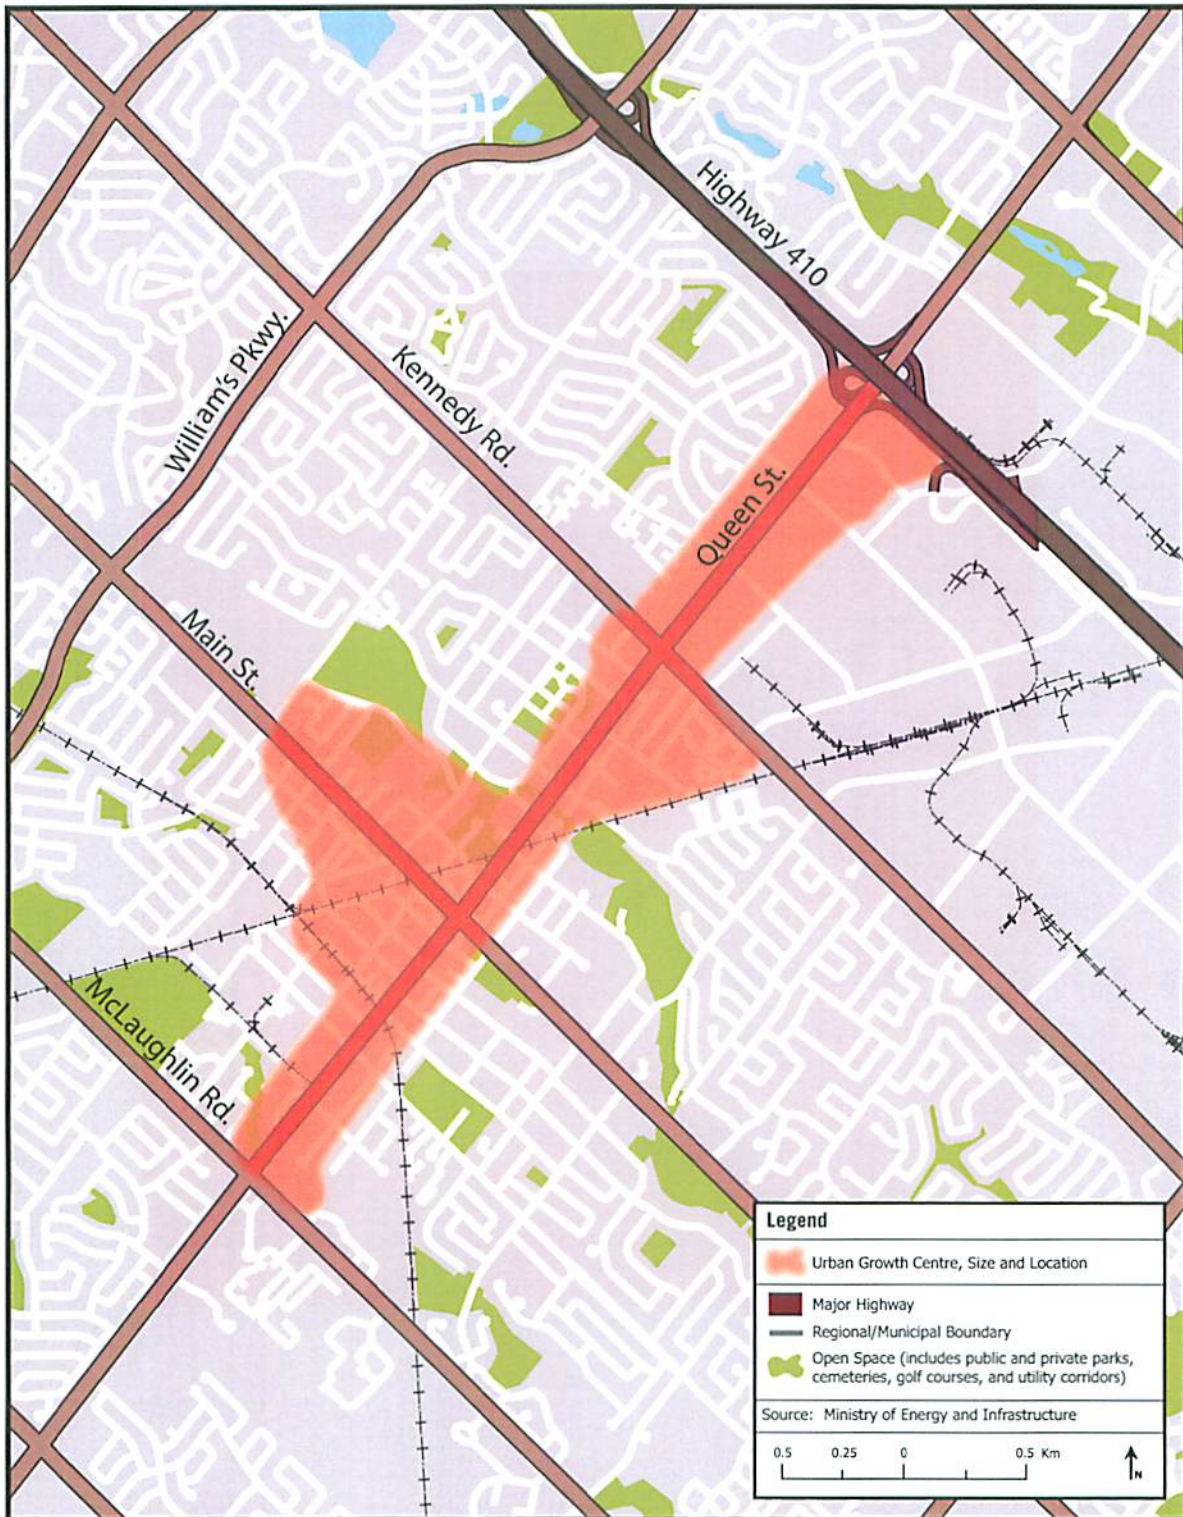 Highway 410
William's Pkwy.
Kennedy Rd.
Queen St.
Main St.
McLaughlin Rd.
Legend
Urban Growth Centre, Size and Location
Major Highway
Regional/Municipal Boundary
Open Space (includes public and private parks,
cemeteries, golf courses, and utility corridors)
Source: Ministry of Energy and Infrastructure
0.5 0.25 0 0.5 Km
N